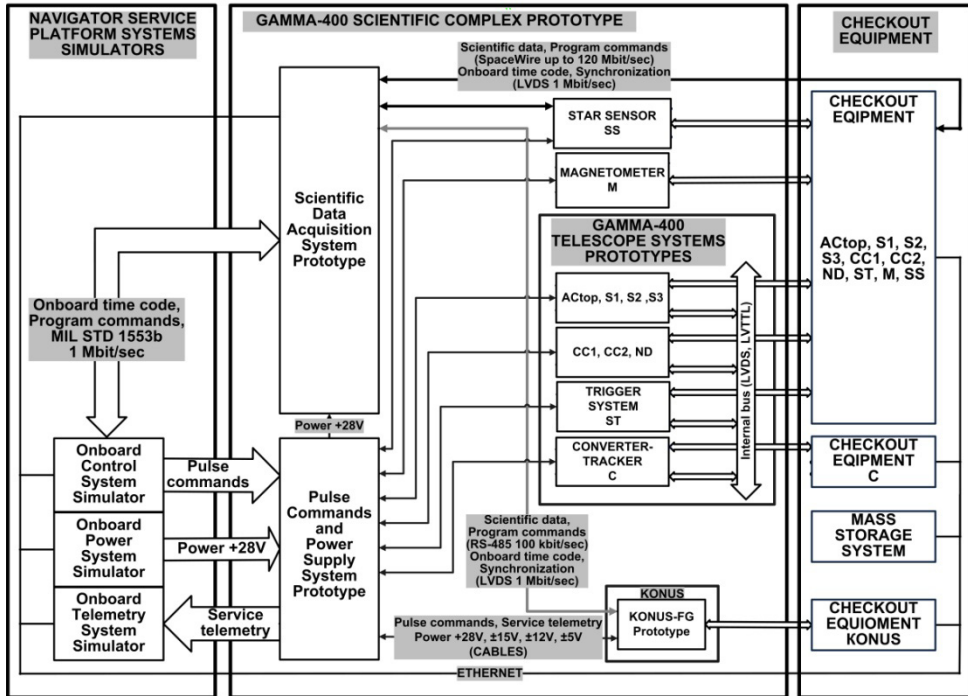 NAVIGATOR SERVICE
PLATFORM SYSTEMS
SIMULATORS
GAMMA-400 SCIENTIFIC COMPLEX PROTOTYPE
CHECKOUT
EQUIPMENT
Scientific data, Program commands
(SpaceWire up to 120 Mbit/sec)
Onboard time code, Synchronization
(LVDS 1 Mbit/sec)
Scientific
Data
Acquisition
System
Prototype
STAR SENSOR
SS
MAGNETOMETER
M
CHECKOUT
EQIPMENT
ACtop, S1, S2,
S3, CC1, CC2,
ND, ST, M, SS
GAMMA-400
TELESCOPE SYSTEMS
PROTOTYPES
ACtop, S1, S2 ,S3
CC1, CC2, ND
TRIGGER
SYSTEM
ST
CONVERTER-
TRACKER
C
Internal bus (LVDS, LVTTL)
Onboard time code,
Program commands,
MIL STD 1553b
1 Mbit/sec
Power +28V
Onboard
Control
System
Simulator
Pulse
commands
Onboard
Power
System
Simulator
Power +28V
Onboard
Telemetry
System
Simulator
Service
telemetry
Pulse
Commands
and
Power
Supply
System
Prototype
CHECKOUT
EQIPMENT
C
MASS
STORAGE
SYSTEM
Scientific data,
Program commands
(RS-485 100 kbit/sec)
Onboard time code,
Synchronization
(LVDS 1 Mbit/sec)
KONUS
KONUS-FG
Prototype
CHECKOUT
EQUIOMENT
KONUS
Pulse commands, Service telemetry
Power +28V, ±15V, ±12V, ±5V
(CABLES)
ETHERNET